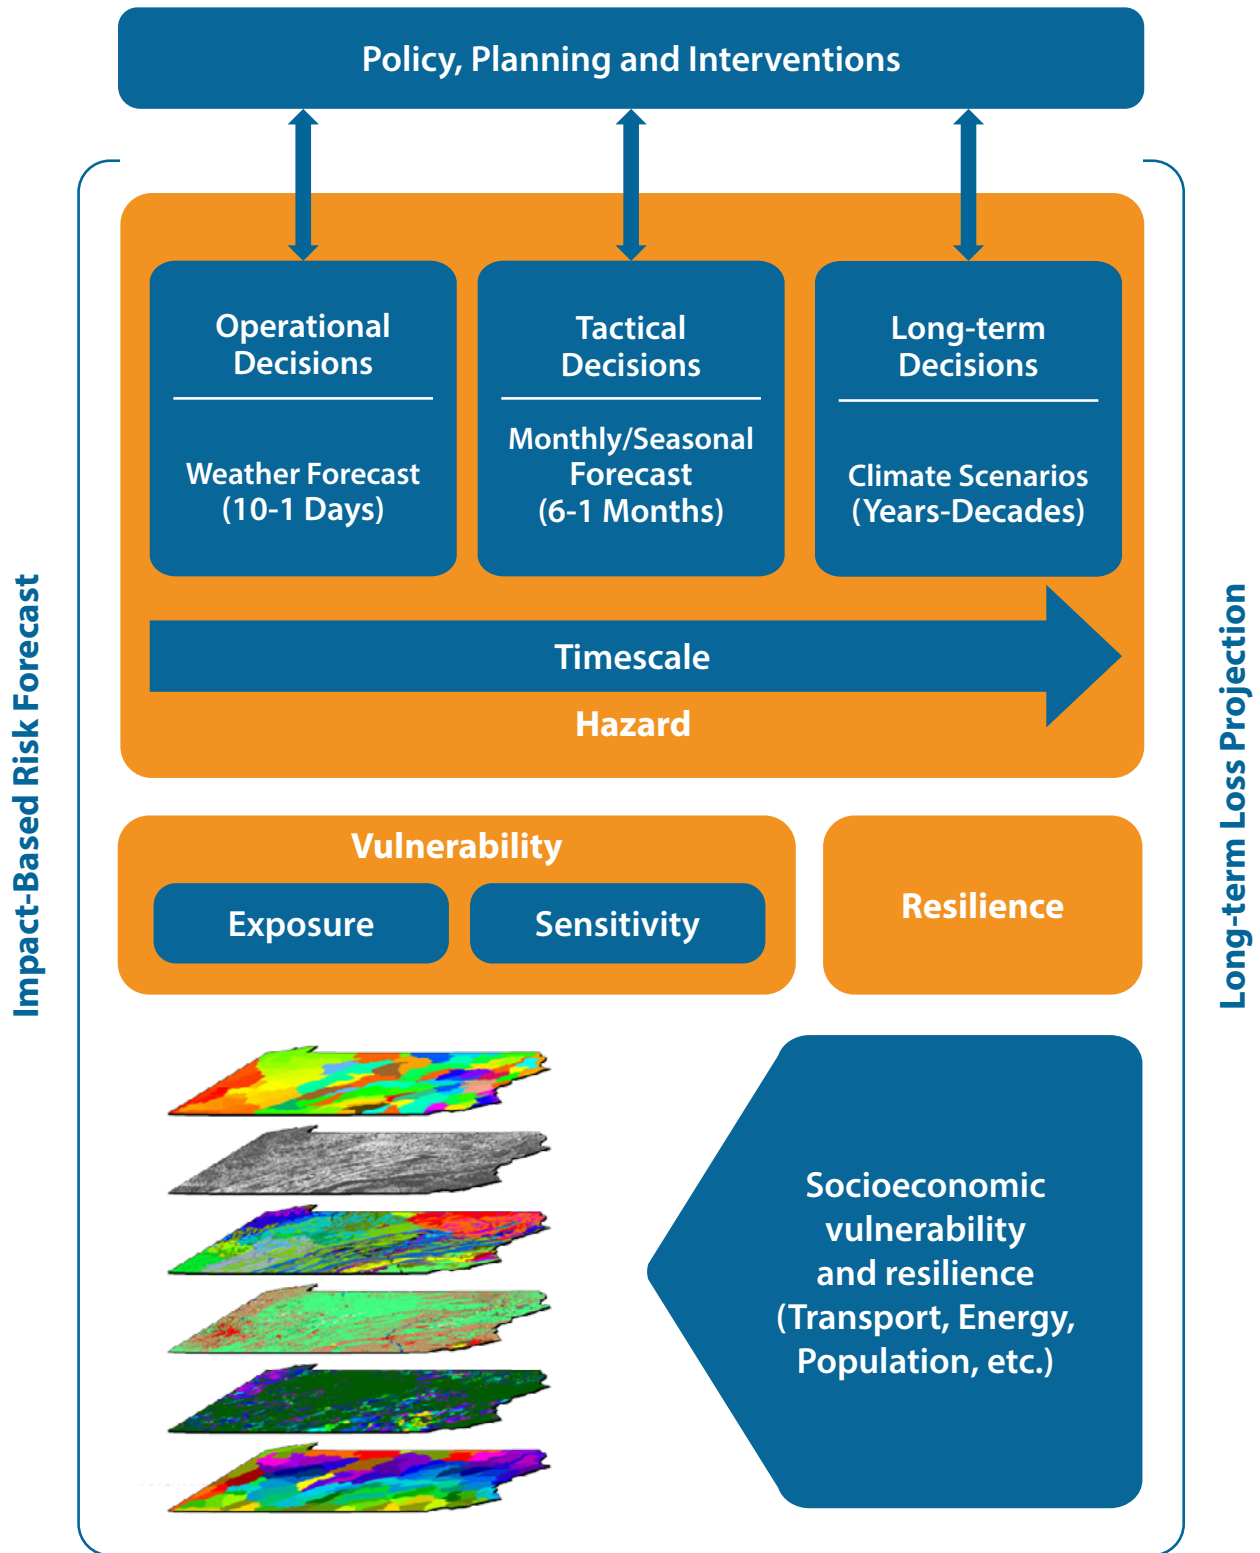 Policy, Planning and Interventions
Operational
Decisions
Weather Forecast
(10-1 Days)
Tactical
Decisions
Monthly/Seasonal
Forecast
(6-1 Months)
Long-term
Decisions
Climate Scenarios
(Years-Decades)
Timescale
Hazard
Impact-Based Risk Forecast
Long-term Loss Projection
Vulnerability
Exposure
Sensitivity
Resilience
Socioeconomic
vulnerability
and resilience
(Transport, Energy,
Population, etc.)